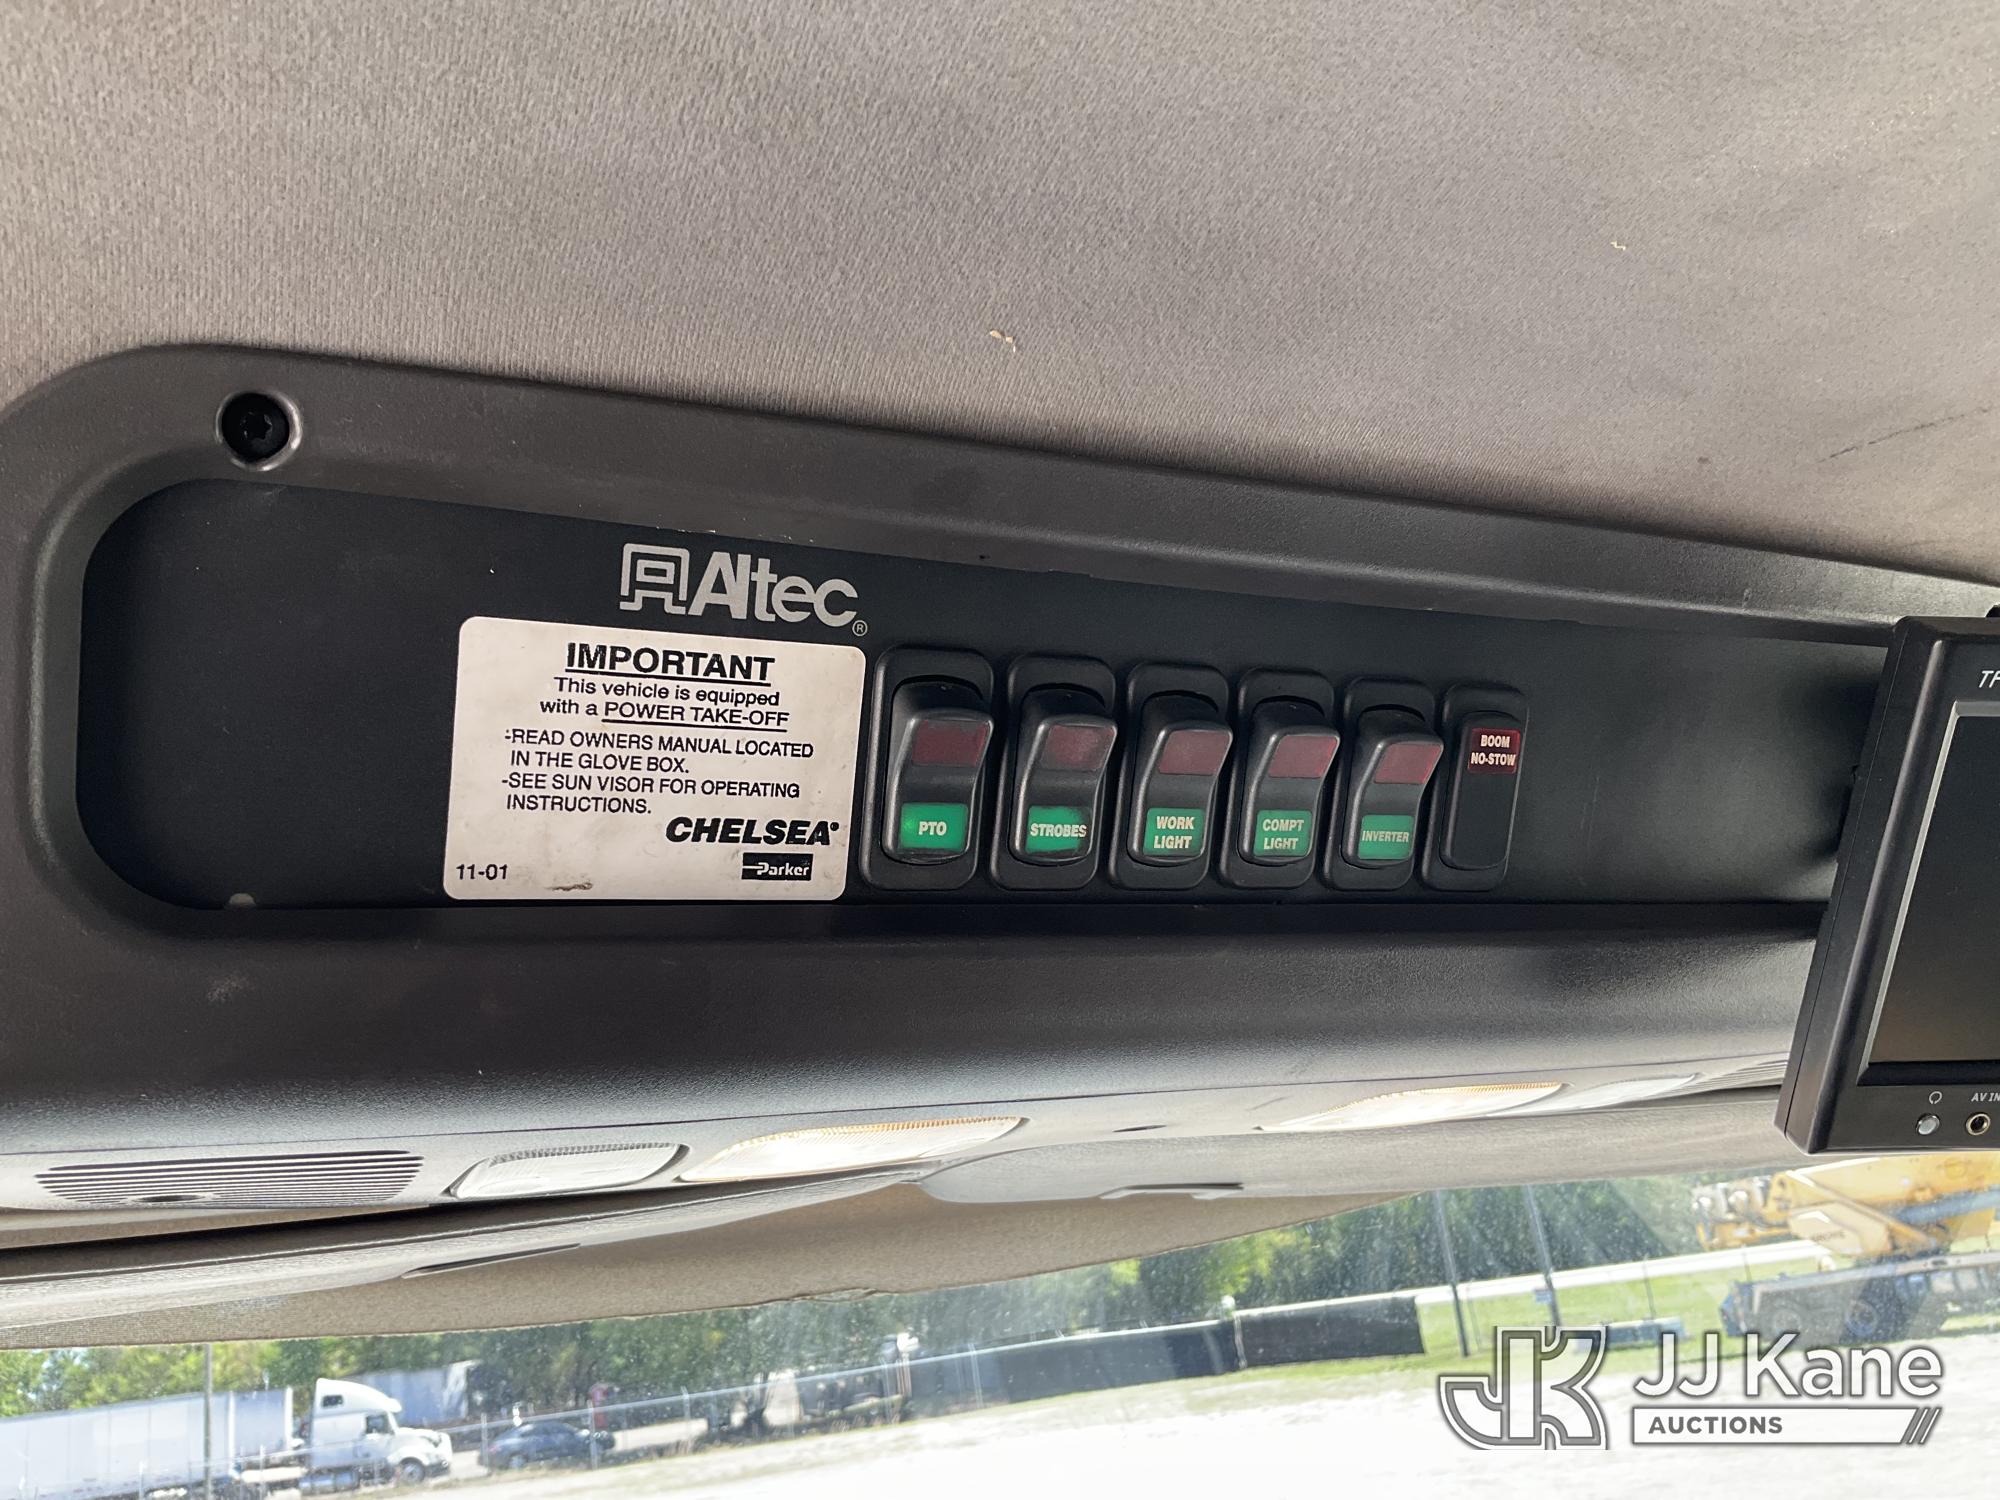 Altec®
IMPORTANT
This vehicle is equipped
with a POWER TAKE-OFF
-READ OWNERS MANUAL LOCATED
IN THE GLOVE BOX.
-SEE SUN VISOR FOR OPERATING
INSTRUCTIONS.
CHELSEA®
11-01
Parker
PTO
STROBES
WORK
LIGHT
COMPT
LIGHT
INVERTER
BOOM
NO-STOW
AV IN
JJ Kane
AUCTIONS